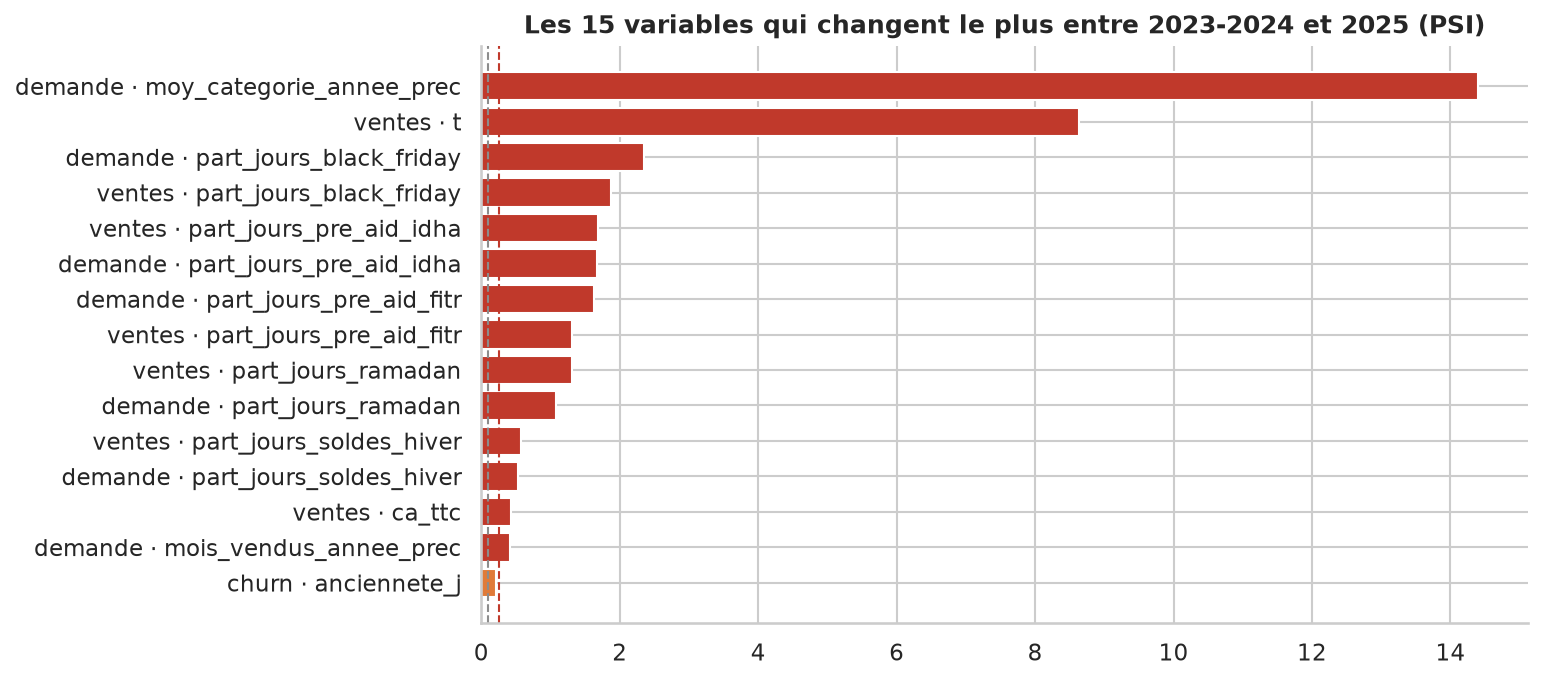 Les 15 variables qui changent le plus entre 2023-2024 et 2025 (PSI)
demande · moy_categorie_annee_prec
ventes · t
demande · part_jours_black_friday
ventes · part_jours_black_friday
ventes · part_jours_pre_aid_idha
demande · part_jours_pre_aid_idha
demande · part_jours_pre_aid_fitr
ventes · part_jours_pre_aid_fitr
ventes · part_jours_ramadan
demande · part_jours_ramadan
ventes · part_jours_soldes_hiver
demande · part_jours_soldes_hiver
ventes · ca_ttc
demande · mois_vendus_annee_prec
churn · anciennete_j
0 2 4 6 8 10 12 14